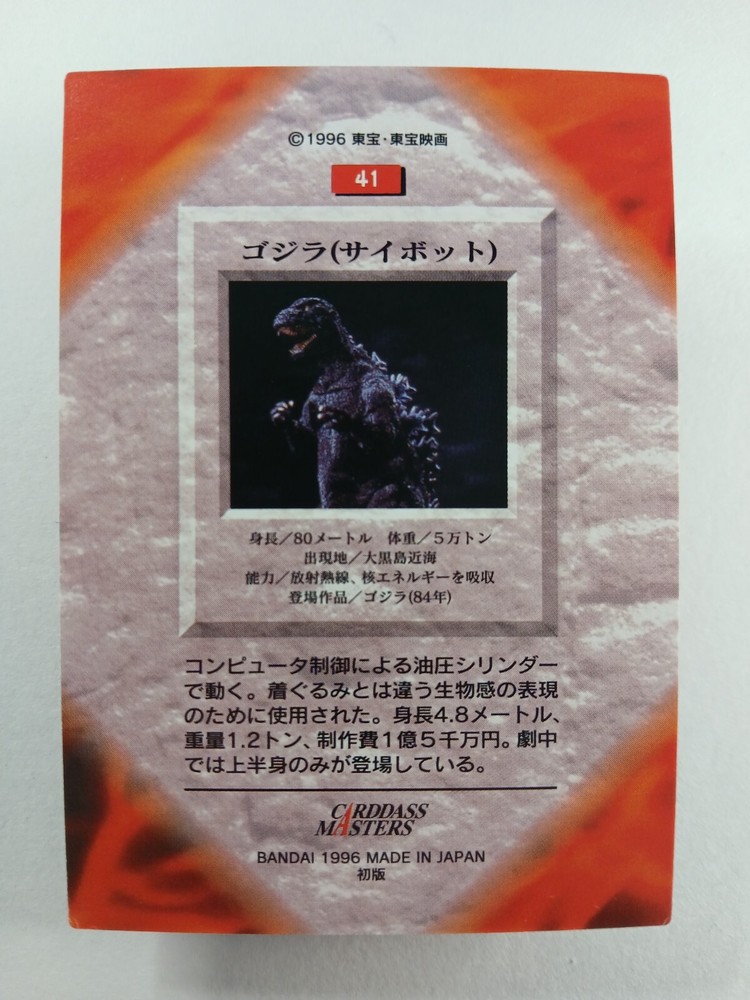 ©1996 東宝・東宝映画
41
ゴジラ(サイボット)
身長／80メートル　体重／５万トン
出現地／大黒島近海
能力／放射熱線、核エネルギーを吸収
登場作品／ゴジラ(84年)
コンピュータ制御による油圧シリンダー
で動く。着ぐるみとは違う生物感の表現
のために使用された。身長4.8メートル、
重量1.2トン、制作費１億５千万円。劇中
では上半身のみが登場している。
CARDDASS
MASTERS
BANDAI 1996 MADE IN JAPAN
初版